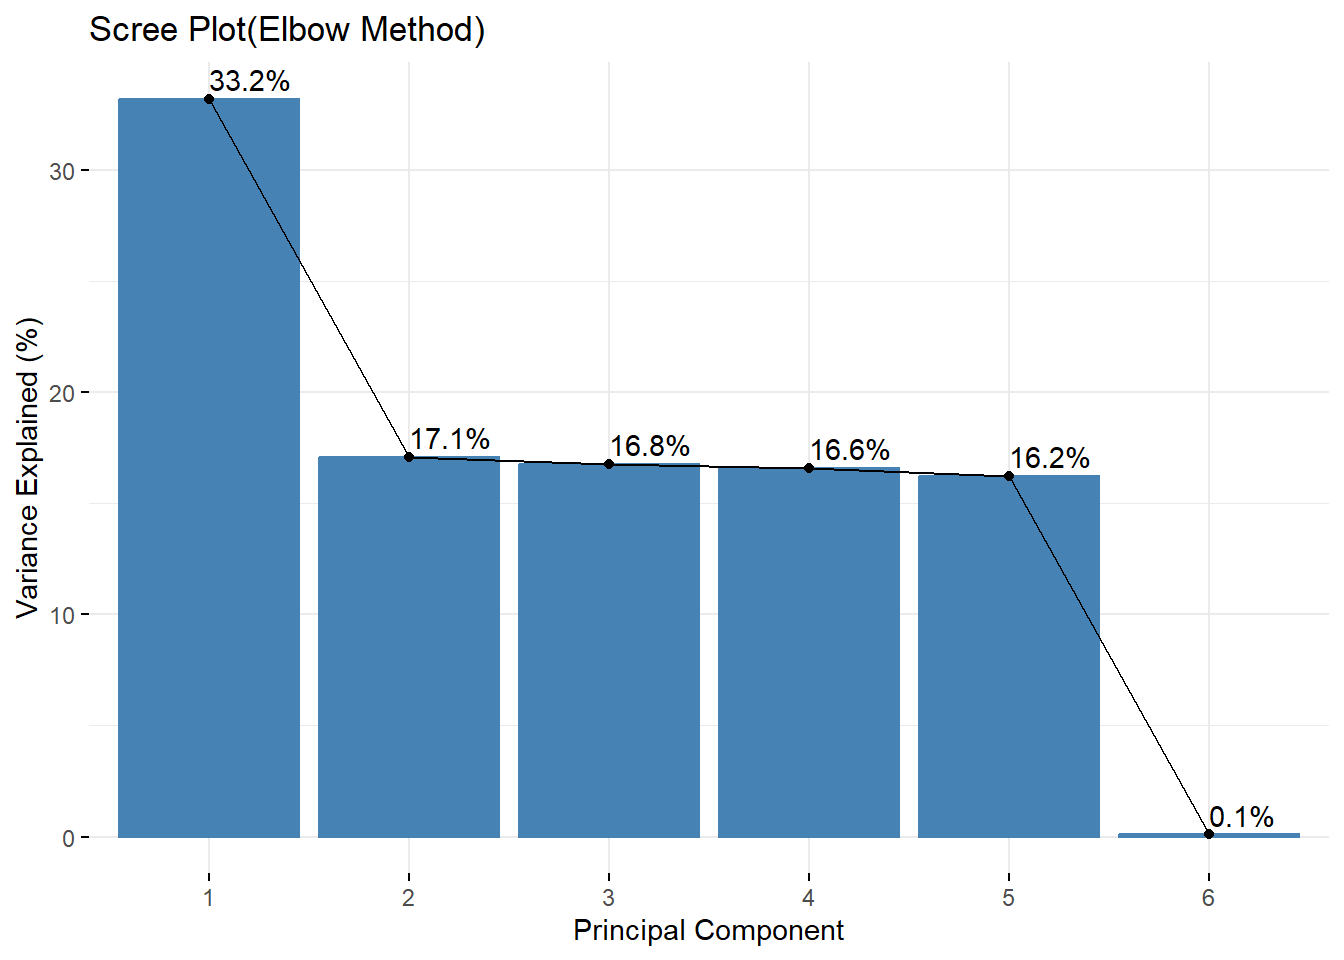 Scree Plot(Elbow Method)
33.2%
30
Variance Explained (%)
20
17.1%
16.8%
16.6%
16.2%
10
0.1%
0
1 2 3 4 5 6
Principal Component